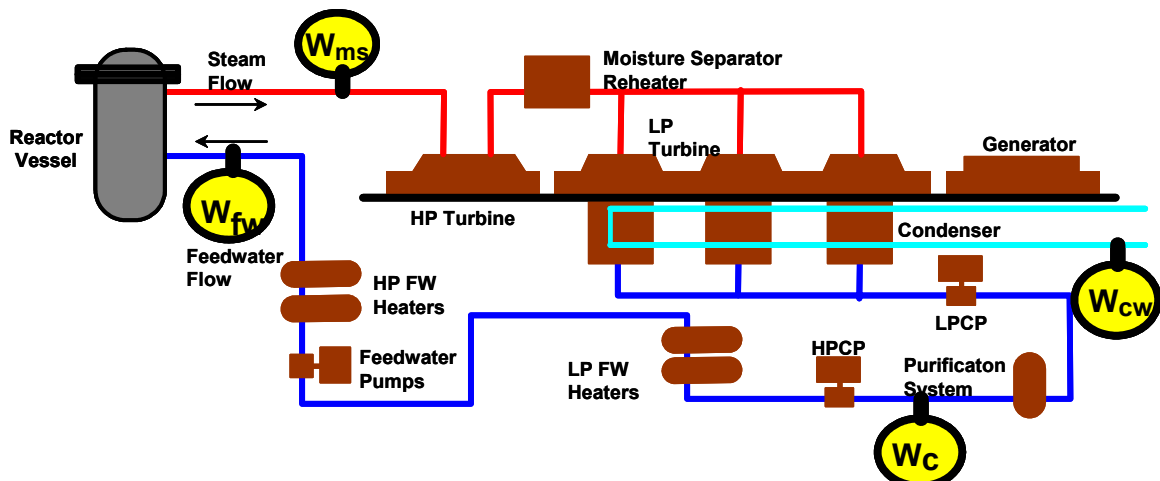 Steam
Flow
Wms
Moisture Separator
Reheater
Reactor
Vessel
LP
Turbine
Generator
Wfw
HP Turbine
Condenser
Feedwater
Flow
HP FW
Heaters
Wcw
LPCP
Feedwater
Pumps
LP FW
Heaters
HPCP
Purificaton
System
Wc